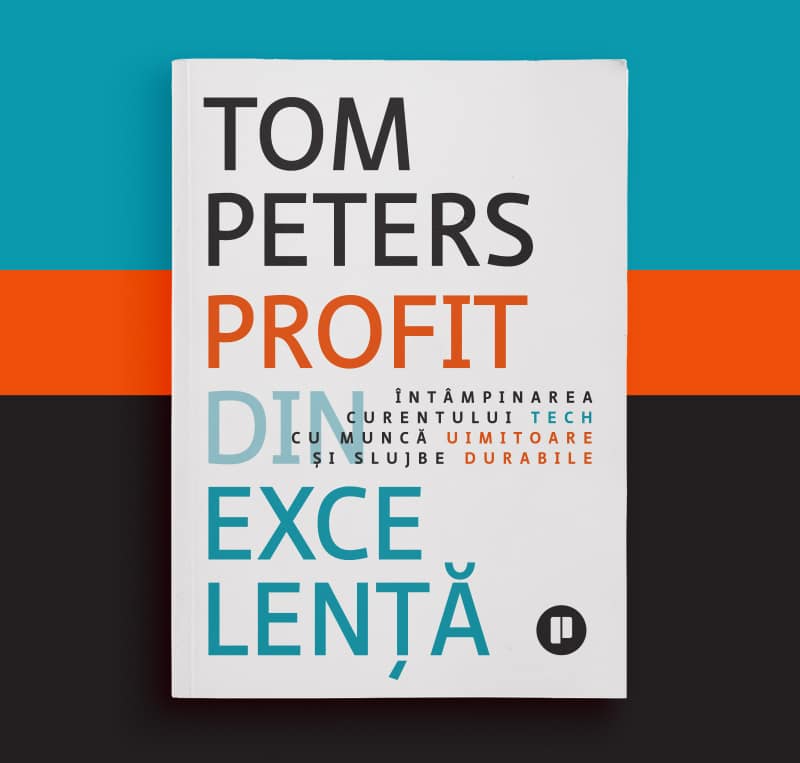 TOM
PETERS
PROFIT
DIN
ÎNTÂMPINAREA
CURENTULUI TECH
CU MUNCĂ UIMITOARE
ȘI SLUJBE DURABILE
EXCE
LENȚĂ